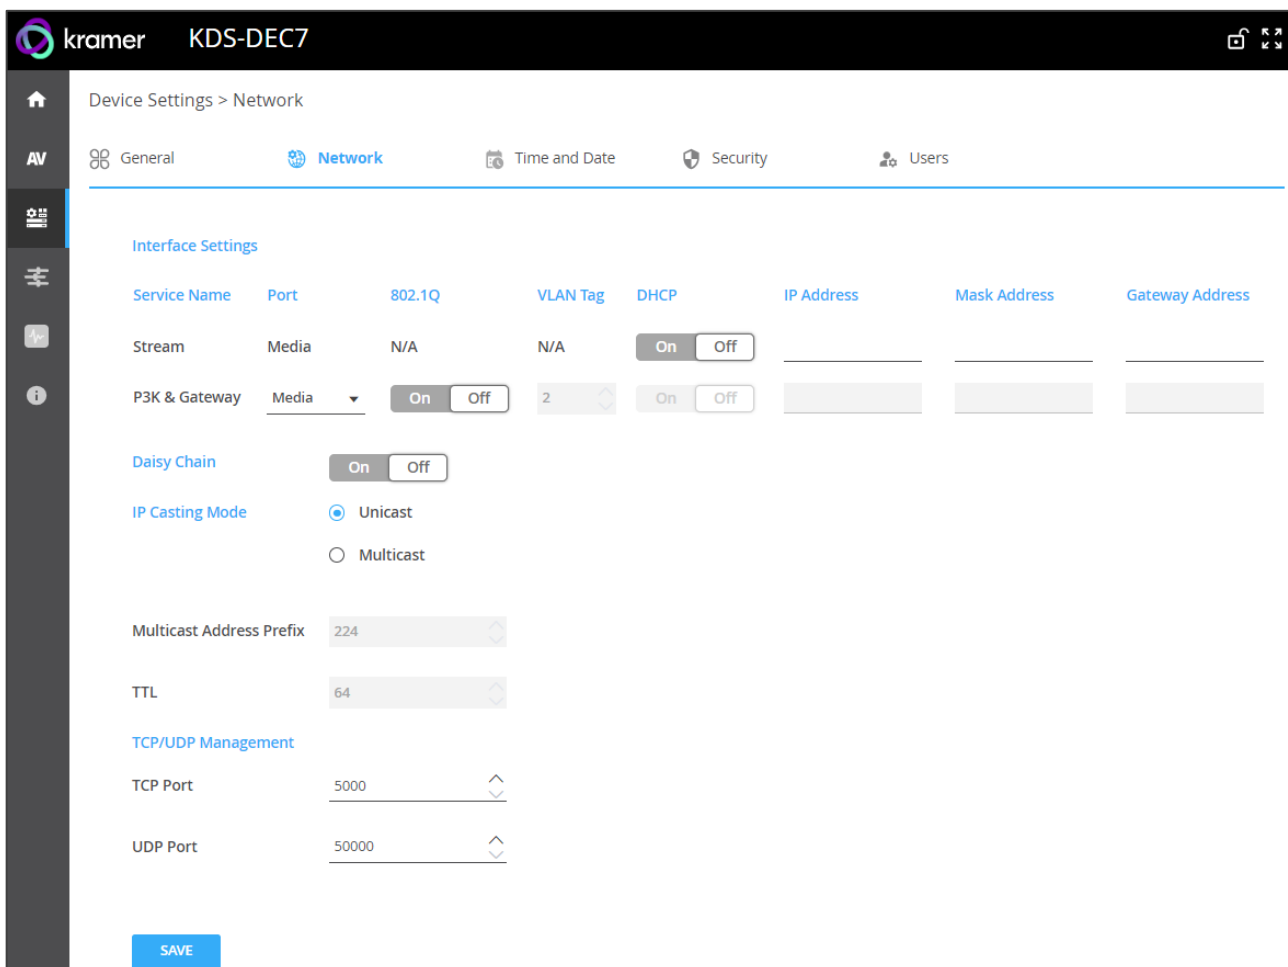 kramer KDS-DEC7
Device Settings > Network
AV General Network Time and Date Security Users
Interface Settings
Service Name Port 802.1Q VLAN Tag DHCP IP Address Mask Address Gateway Address
Stream Media N/A N/A On Off
P3K & Gateway Media On Off 2 On Off
Daisy Chain On Off
IP Casting Mode Unicast
Multicast
Multicast Address Prefix 224
TTL 64
TCP/UDP Management
TCP Port 5000
UDP Port 50000
SAVE